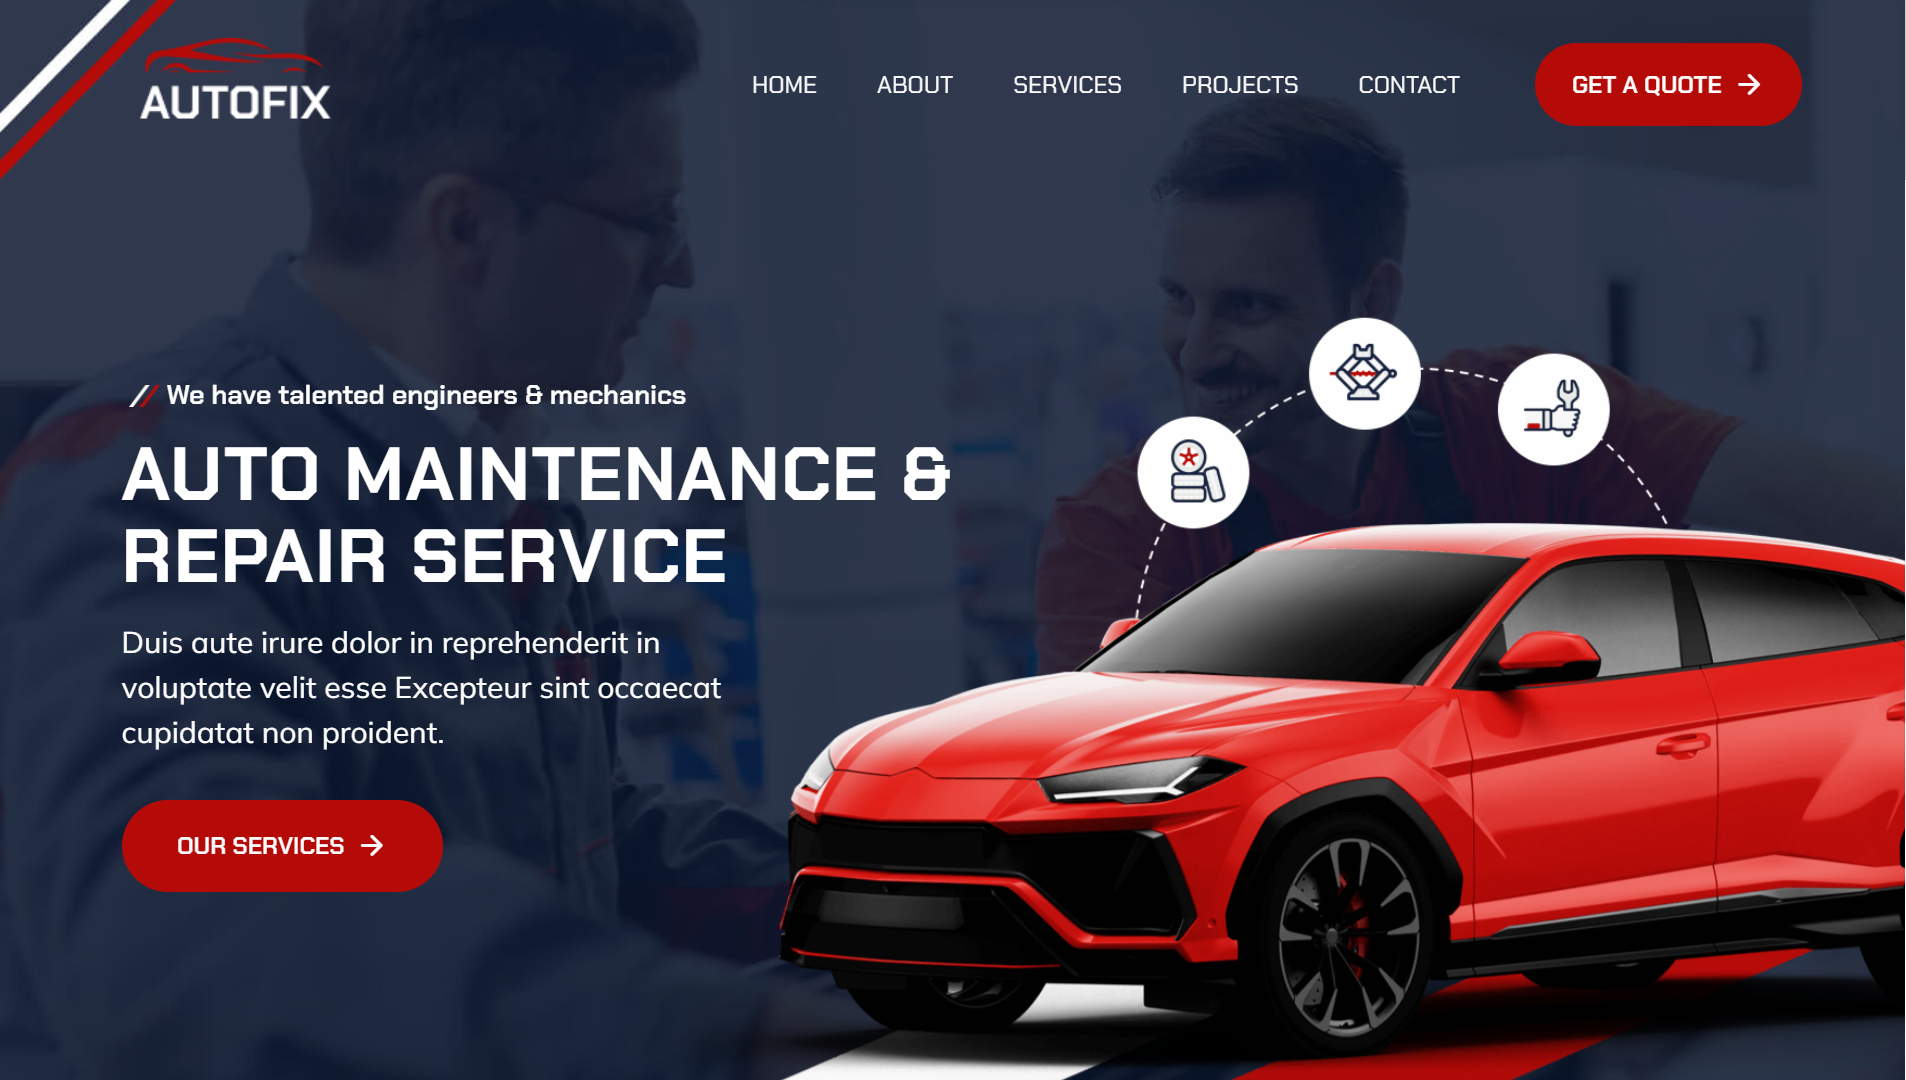 AUTOFIX
HOME
ABOUT
SERVICES
PROJECTS
CONTACT
GET A QUOTE
We have talented engineers & mechanics
AUTO MAINTENANCE &
REPAIR SERVICE
Duis aute irure dolor in reprehenderit in
voluptate velit esse Excepteur sint occaecat
cupidatat non proident.
OUR SERVICES